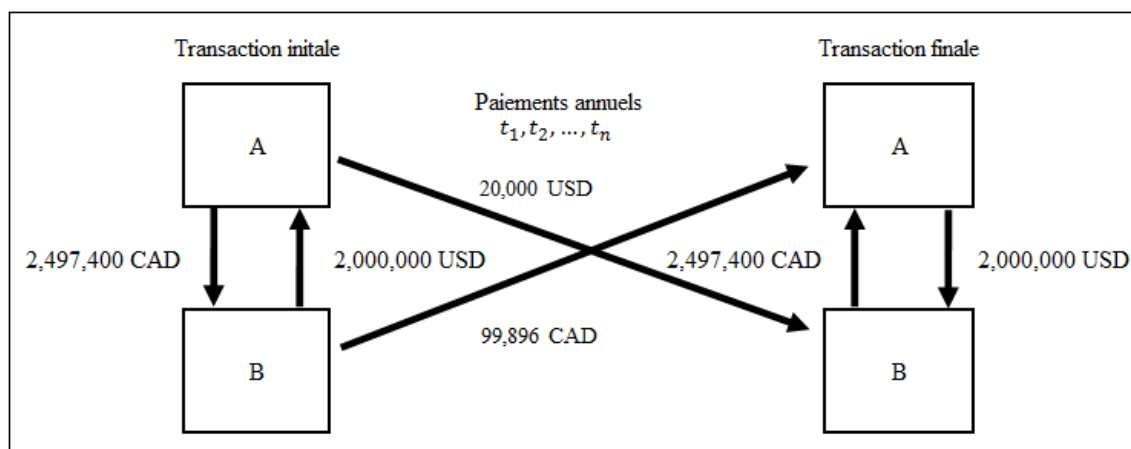 Transaction initale
Transaction finale
Paiements annuels
t₁, t₂, ..., tₙ
A
A
20,000 USD
2,497,400 CAD
2,000,000 USD
2,497,400 CAD
2,000,000 USD
99,896 CAD
B
B